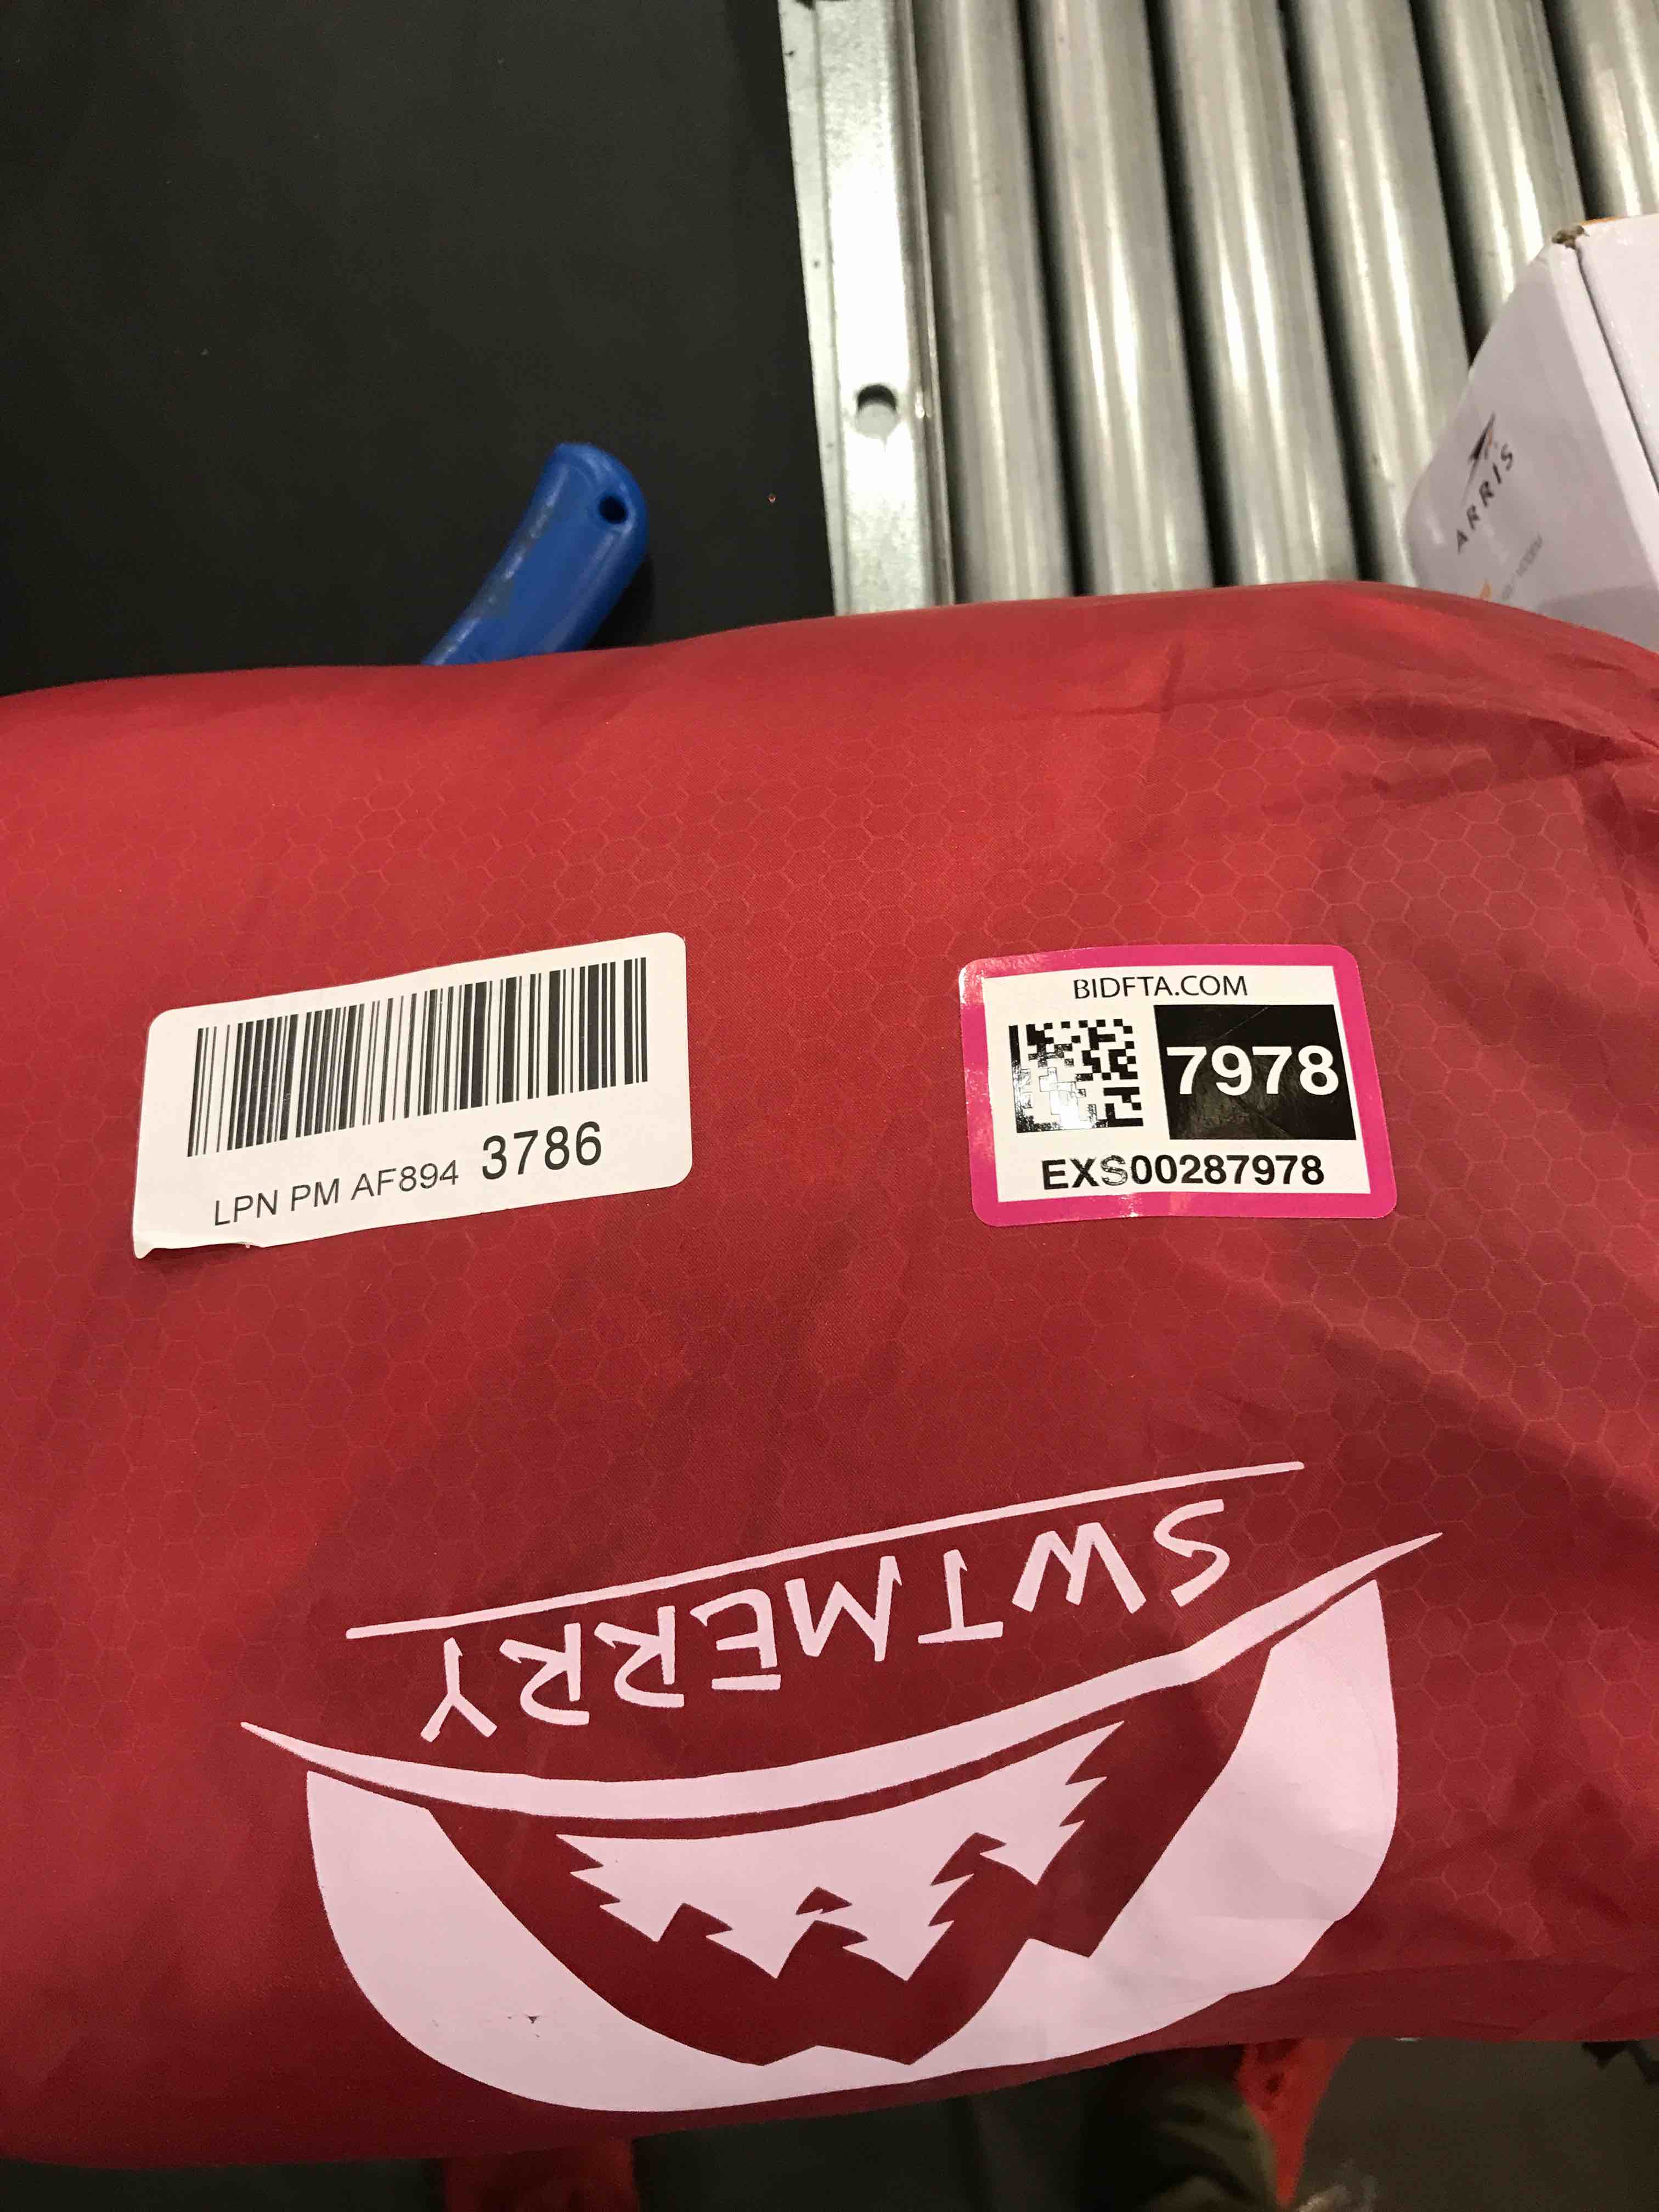 ARRIS
BIDFTA.COM
7978
EXS00287978
LPN PM AF894 3786
SWTMERRY